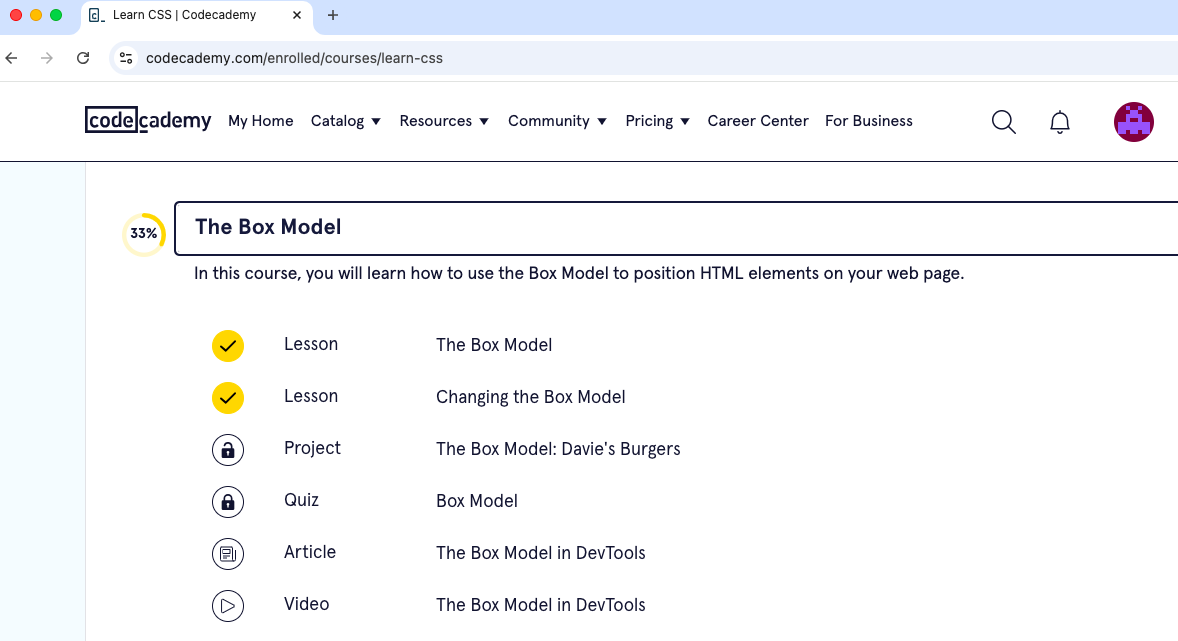 Learn CSS | Codecademy
codecademy.com/enrolled/courses/learn-css
codecademy My Home Catalog Resources Community Pricing Career Center For Business
33% The Box Model
In this course, you will learn how to use the Box Model to position HTML elements on your web page.
Lesson The Box Model
Lesson Changing the Box Model
Project The Box Model: Davie's Burgers
Quiz Box Model
Article The Box Model in DevTools
Video The Box Model in DevTools